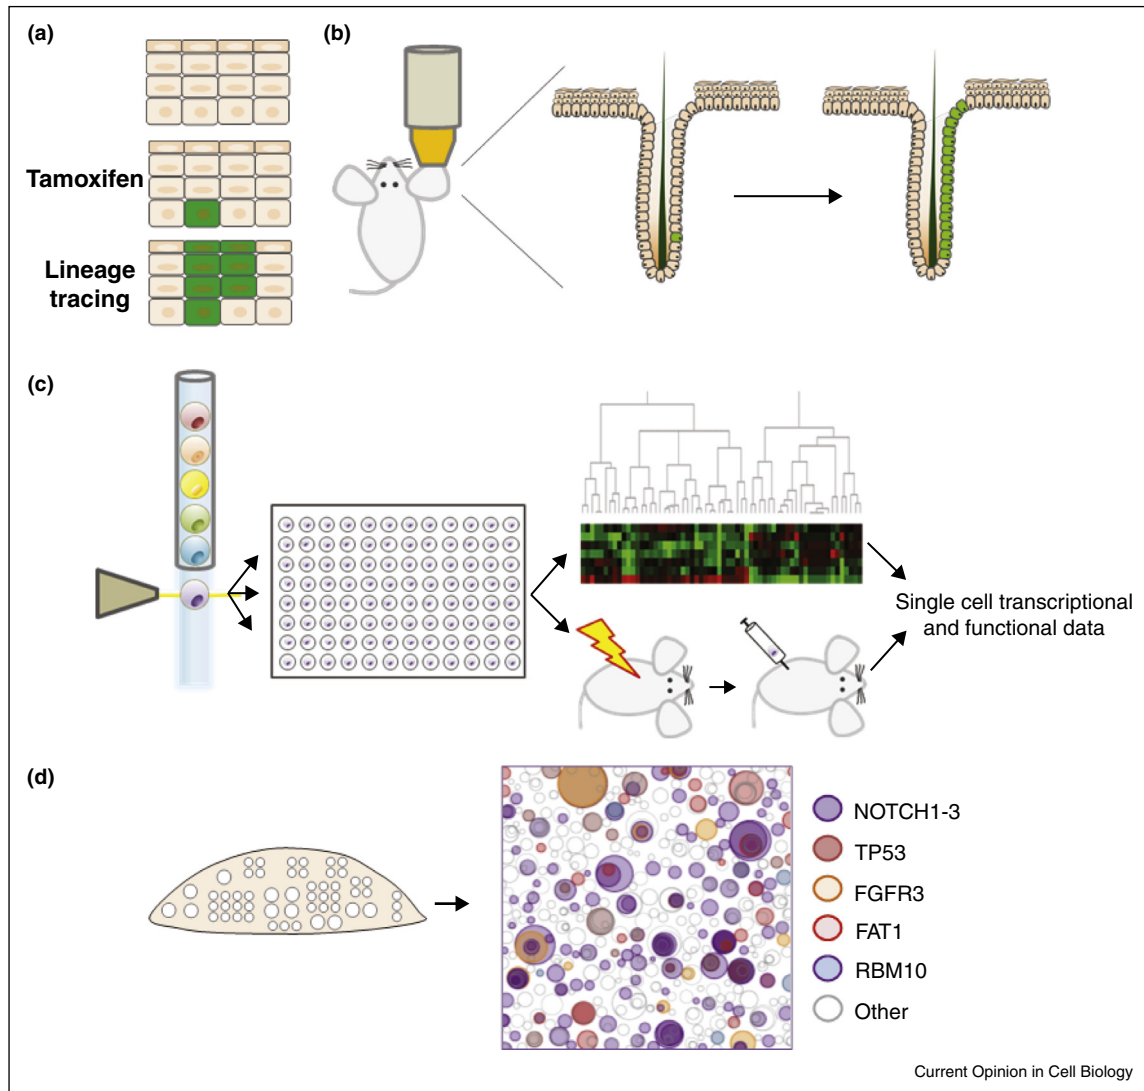 (a)
(b)
Tamoxifen
Lineage
tracing
(c)
Single cell transcriptional
and functional data
(d)
NOTCH1-3
TP53
FGFR3
FAT1
RBM10
Other
Current Opinion in Cell Biology